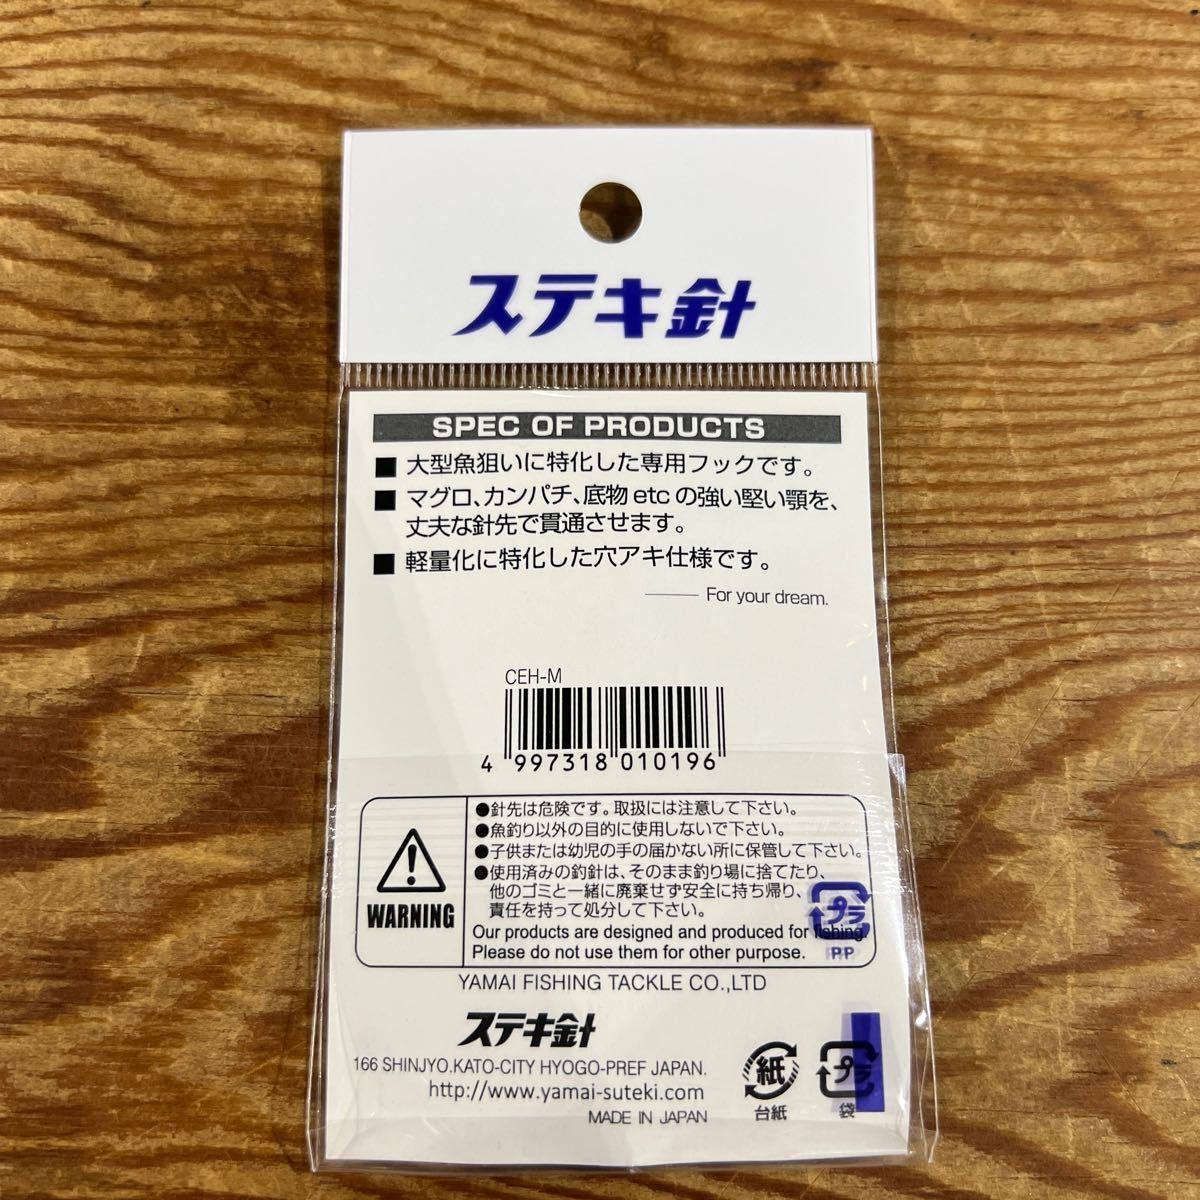 ステキ針
SPEC OF PRODUCTS
■ 大型魚狙いに特化した専用フックです。
■ マグロ、カンパチ、底物etcの強い堅い顎を、
丈夫な針先で貫通させます。
■ 軽量化に特化した穴アキ仕様です。
For your dream.
CEH-M
4 997318 010196
WARNING
●針先は危険です。取扱には注意して下さい。
●魚釣り以外の目的に使用しないで下さい。
●子供または幼児の手の届かない所に保管して下さい。
●使用済みの釣針は、そのまま釣り場に捨てたり、
他のゴミと一緒に廃棄せず安全に持ち帰り、
責任を持って処分して下さい。
Our products are designed and produced for fishing.
Please do not use them for other purpose.
プラ
PP
YAMAI FISHING TACKLE CO.,LTD
ステキ針
166 SHINJYO.KATO-CITY HYOGO-PREF JAPAN.
http://www.yamai-suteki.com
MADE IN JAPAN
紙
台紙
プラ
袋